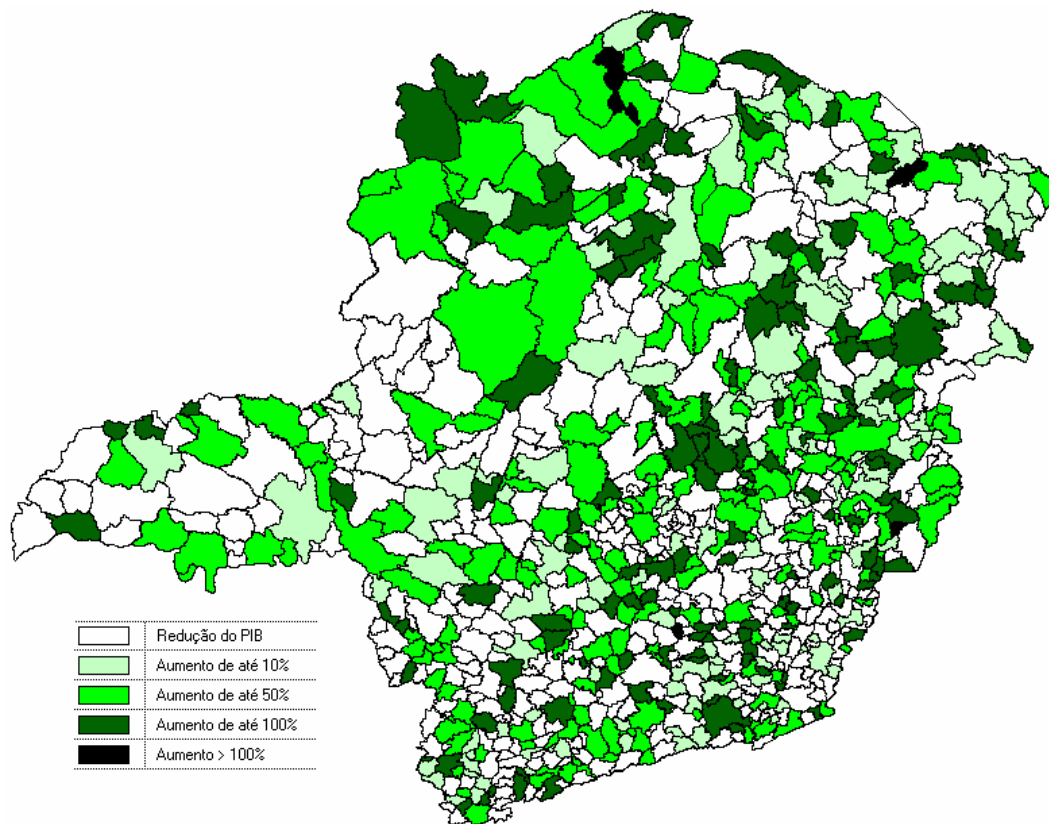 Redução do PIB
Aumento de até 10%
Aumento de até 50%
Aumento de até 100%
Aumento > 100%